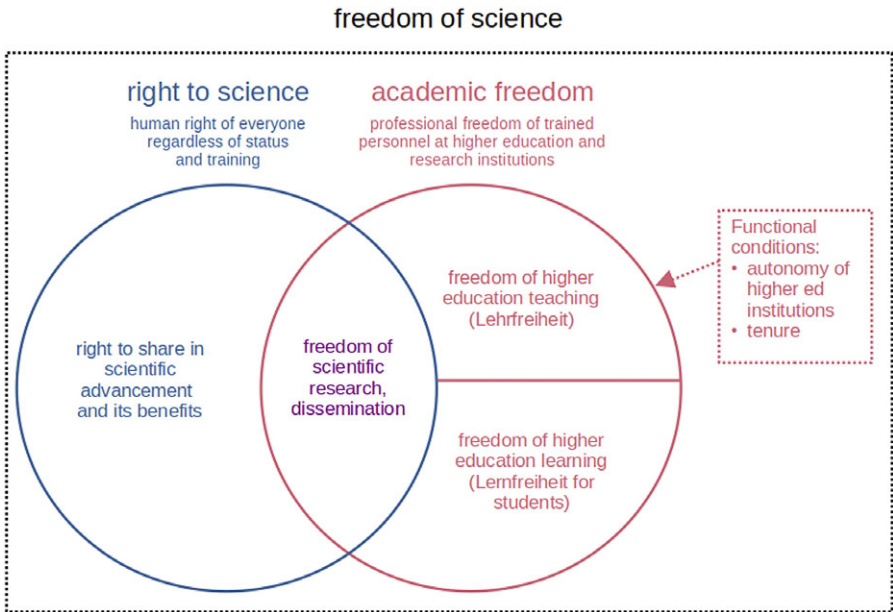 freedom of science
right to science
human right of everyone
regardless of status
and training
academic freedom
professional freedom of trained
personnel at higher education and
research institutions
right to share in
scientific
advancement
and its benefits
freedom of
scientific
research,
dissemination
freedom of higher
education teaching
(Lehrfreiheit)
freedom of higher
education learning
(Lernfreiheit for
students)
Functional
conditions:
• autonomy of
higher ed
institutions
• tenure